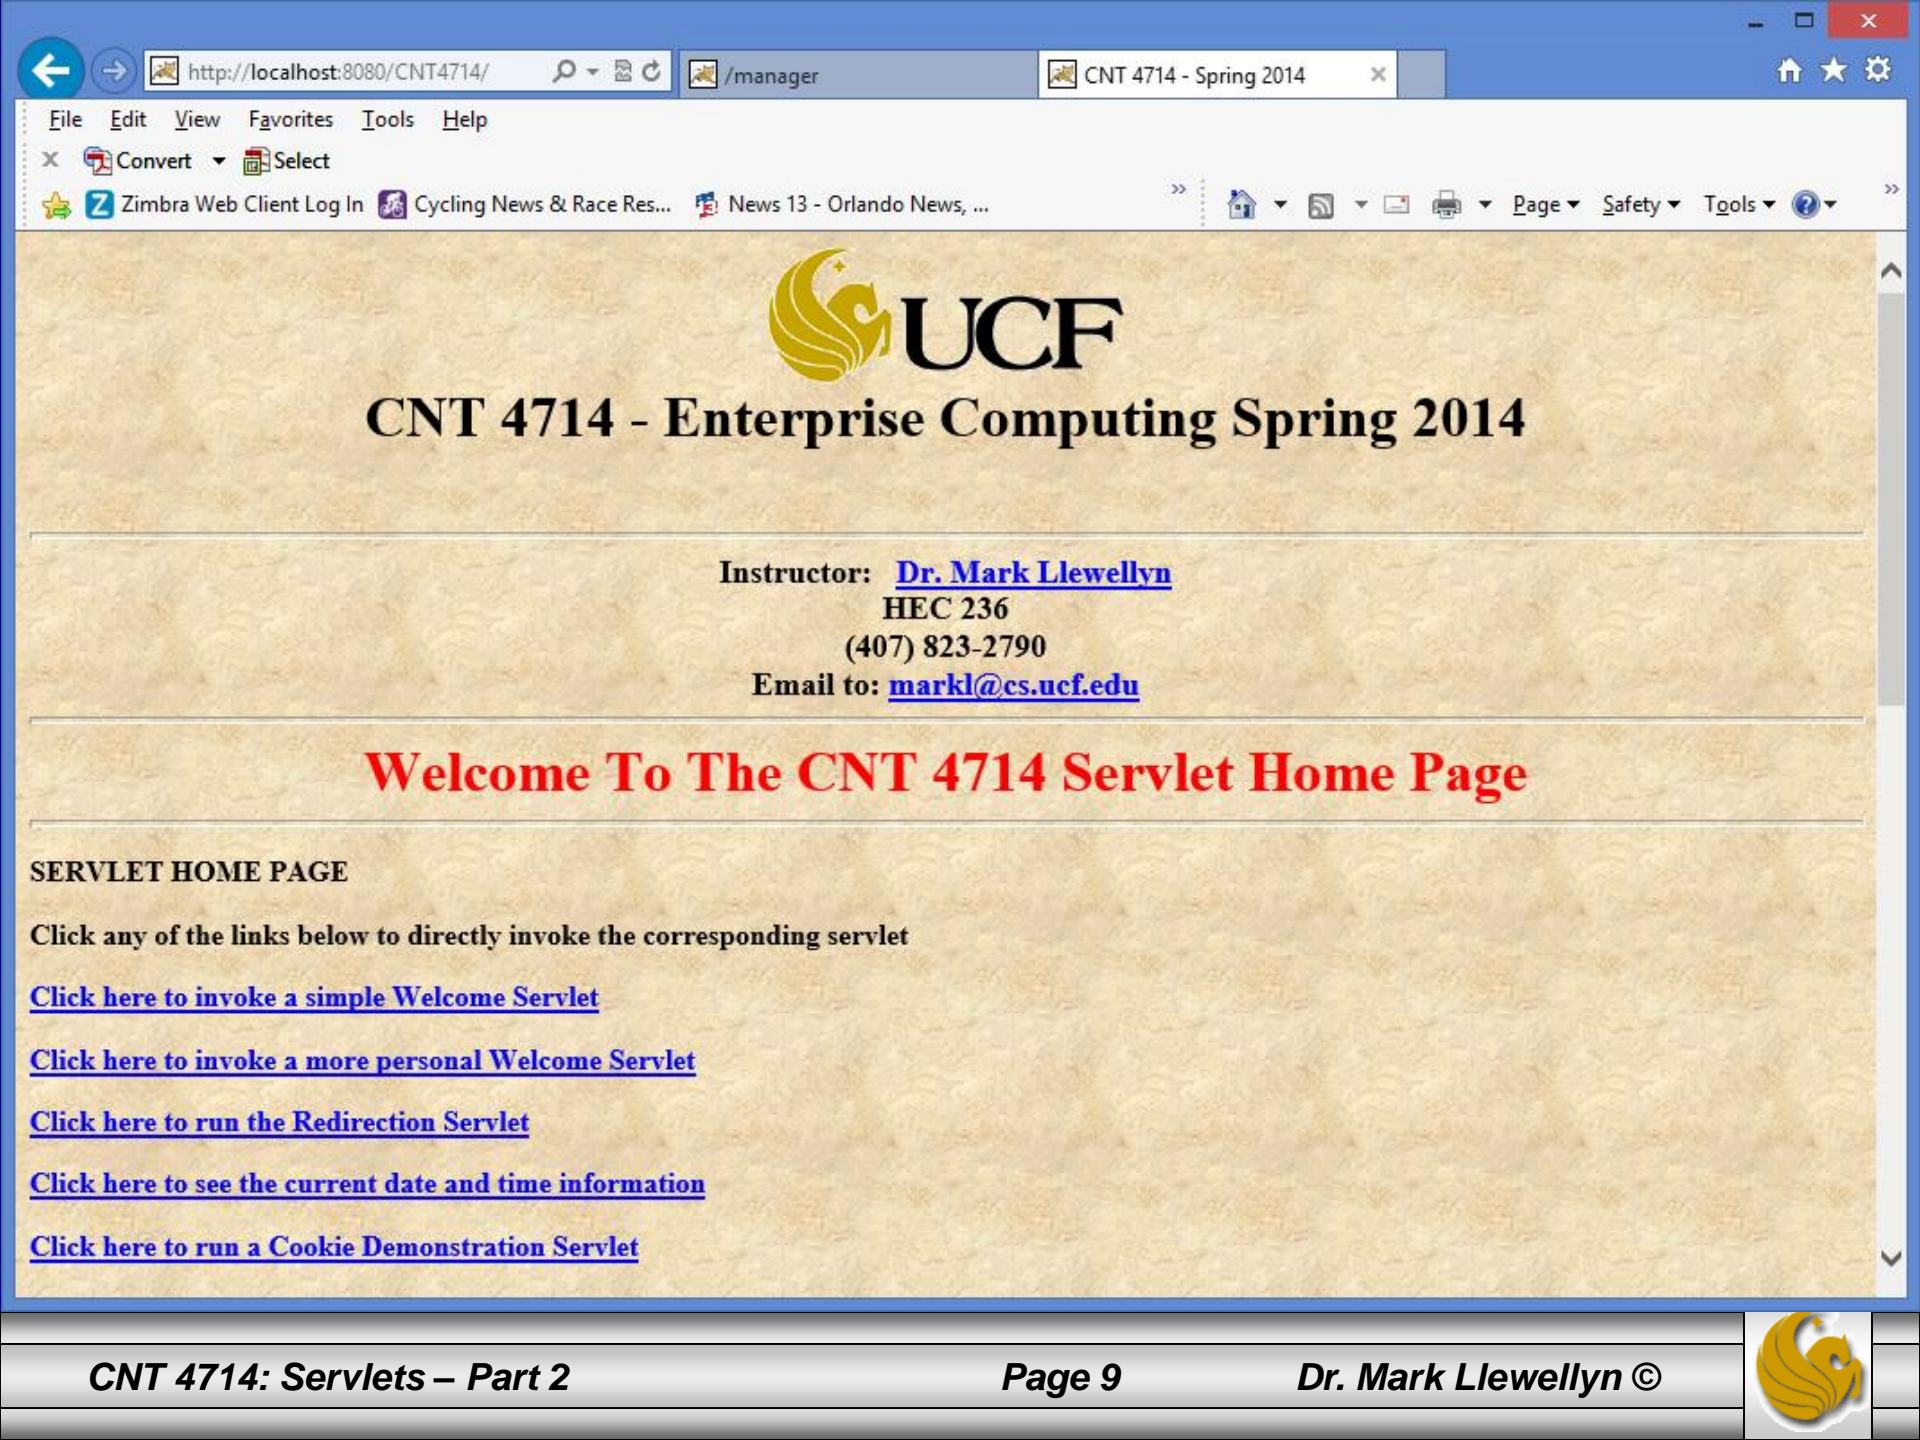 http://localhost:8080/CNT4714/
/manager
CNT 4714 - Spring 2014
File Edit View Favorites Tools Help
Convert Select
Zimbra Web Client Log In Cycling News & Race Res... News 13 - Orlando News, ... Page Safety Tools
UCF
CNT 4714 - Enterprise Computing Spring 2014
Instructor: Dr. Mark Llewellyn
HEC 236
(407) 823-2790
Email to: markl@cs.ucf.edu
Welcome To The CNT 4714 Servlet Home Page
SERVLET HOME PAGE
Click any of the links below to directly invoke the corresponding servlet
Click here to invoke a simple Welcome Servlet
Click here to invoke a more personal Welcome Servlet
Click here to run the Redirection Servlet
Click here to see the current date and time information
Click here to run a Cookie Demonstration Servlet
CNT 4714: Servlets – Part 2 Page 9 Dr. Mark Llewellyn ©